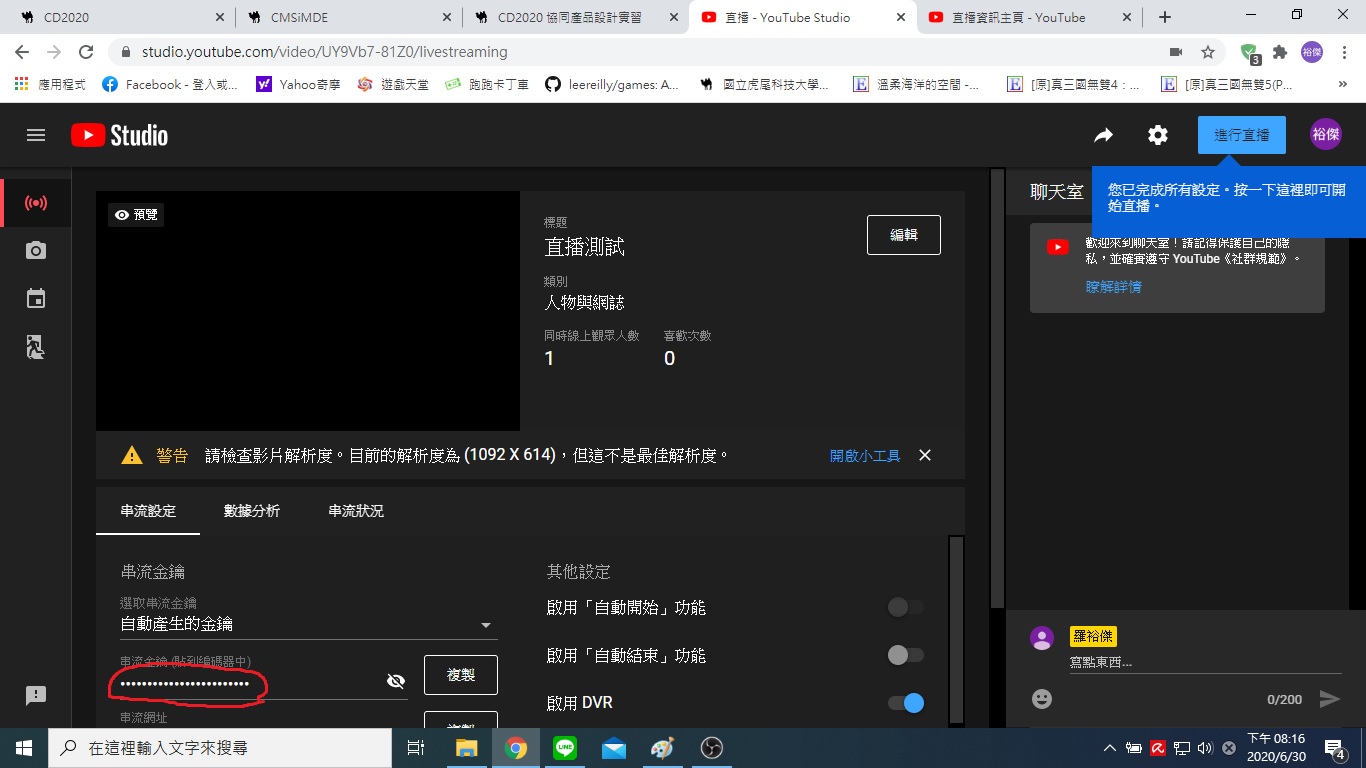 CD2020
CMSiMDE
CD2020 協同產品設計實習
直播 - YouTube Studio
直播資訊主頁 - YouTube
studio.youtube.com/video/UY9Vb7-81Z0/livestreaming
3
裕傑
應用程式
Facebook - 登入或...
Yahoo奇摩
遊戲天堂
跑跑卡丁車
leereilly/games: A...
國立虎尾科技大學...
溫柔海洋的空間 -...
[原]真三國無雙4：...
[原]真三國無雙5(P...
»
Studio
進行直播
裕傑
您已完成所有設定。按一下這裡即可開
始直播。
預覽
標題
直播測試
編輯
類別
人物與網誌
同時線上觀眾人數
喜歡次數
1
0
聊天室
歡迎來到聊天室！請記得保護自己的隱
私，並確實遵守 YouTube《社群規範》。
瞭解詳情
警告
請檢查影片解析度。目前的解析度為 (1092 X 614)，但這不是最佳解析度。
開啟小工具
串流設定
數據分析
串流狀況
串流金鑰
選取串流金鑰
自動產生的金鑰
串流金鑰 (貼到編碼器中)
••••••••••••••••••••••••
複製
串流網址
複製
其他設定
啟用「自動開始」功能
啟用「自動結束」功能
啟用 DVR
羅裕傑
寫點東西...
0/200
在這裡輸入文字來搜尋
LINE
下午 08:16
2020/6/30
4